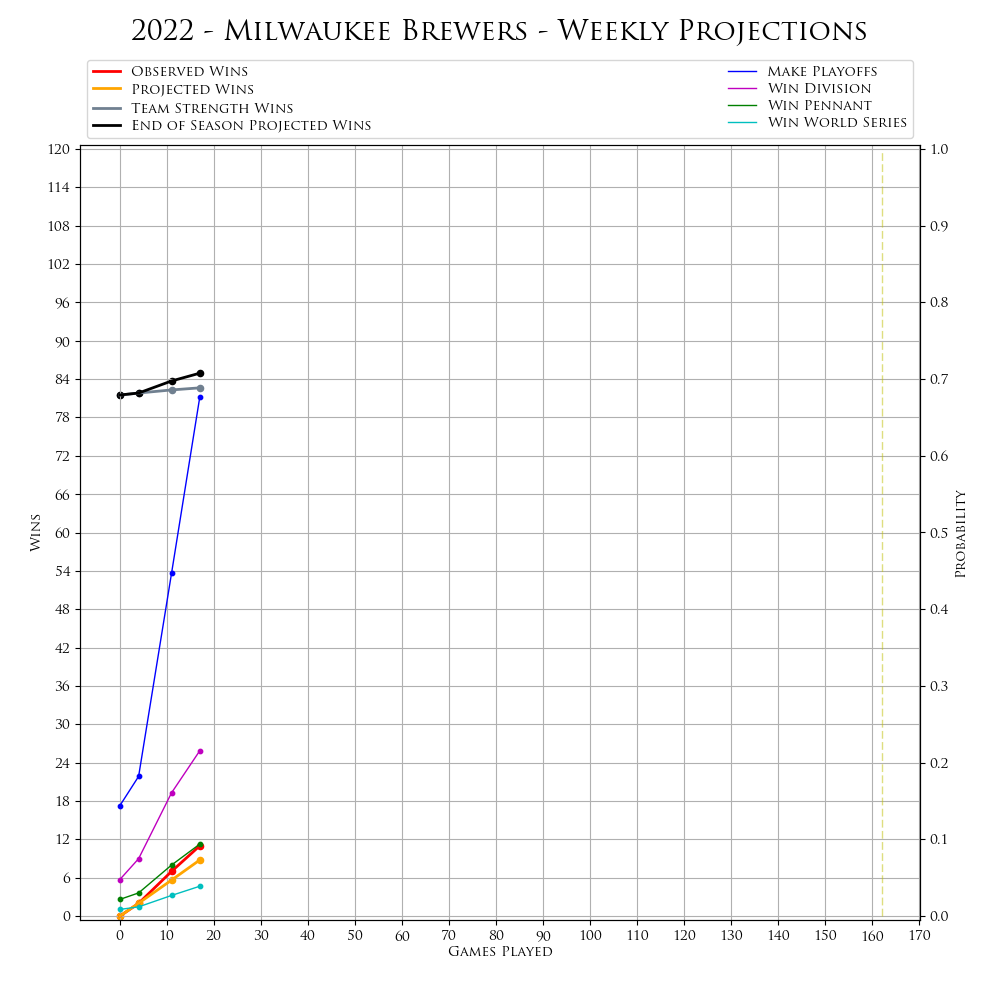 2022 - Milwaukee Brewers - Weekly Projections
Observed Wins
Projected Wins
Team Strength Wins
End of Season Projected Wins
Make Playoffs
Win Division
Win Pennant
Win World Series
120
114
108
102
96
90
84
78
72
66
60
54
48
42
36
30
24
18
12
6
0
Wins
1.0
0.9
0.8
0.7
0.6
0.5
0.4
0.3
0.2
0.1
0.0
Probability
0 10 20 30 40 50 60 70 80 90 100 110 120 130 140 150 160 170
Games Played